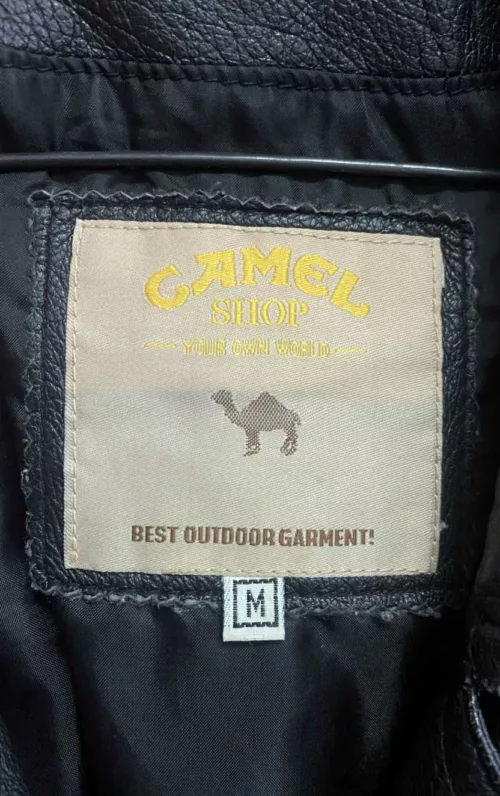 CAMEL
SHOP
YOUR OWN WORLD
BEST OUTDOOR GARMENT!
M